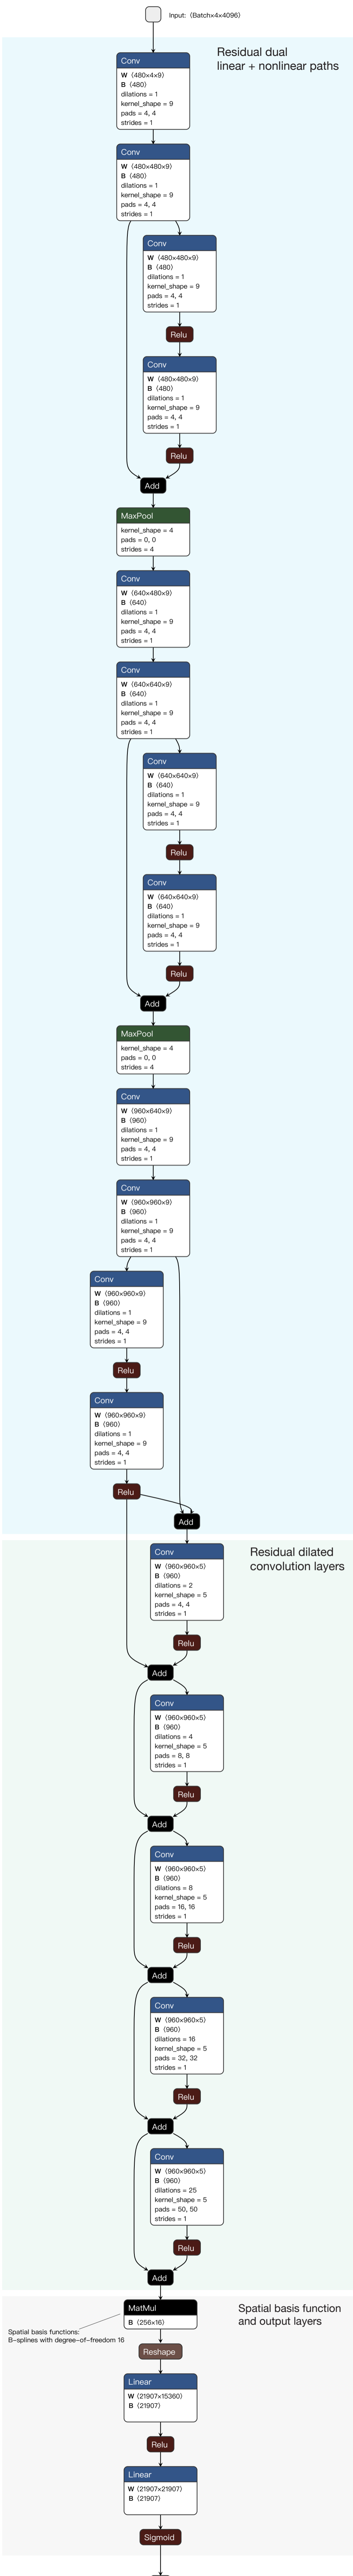 Input: (Batch×4×4096)
Residual dual
linear + nonlinear paths
Conv
W (480×4×9)
B (480)
dilations = 1
kernel_shape = 9
pads = 4, 4
strides = 1
Conv
W (480×480×9)
B (480)
dilations = 1
kernel_shape = 9
pads = 4, 4
strides = 1
Conv
W (480×480×9)
B (480)
dilations = 1
kernel_shape = 9
pads = 4, 4
strides = 1
Relu
Conv
W (480×480×9)
B (480)
dilations = 1
kernel_shape = 9
pads = 4, 4
strides = 1
Relu
Add
MaxPool
kernel_shape = 4
pads = 0, 0
strides = 4
Conv
W (640×480×9)
B (640)
dilations = 1
kernel_shape = 9
pads = 4, 4
strides = 1
Conv
W (640×640×9)
B (640)
dilations = 1
kernel_shape = 9
pads = 4, 4
strides = 1
Conv
W (640×640×9)
B (640)
dilations = 1
kernel_shape = 9
pads = 4, 4
strides = 1
Relu
Conv
W (640×640×9)
B (640)
dilations = 1
kernel_shape = 9
pads = 4, 4
strides = 1
Relu
Add
MaxPool
kernel_shape = 4
pads = 0, 0
strides = 4
Conv
W (960×640×9)
B (960)
dilations = 1
kernel_shape = 9
pads = 4, 4
strides = 1
Conv
W (960×960×9)
B (960)
dilations = 1
kernel_shape = 9
pads = 4, 4
strides = 1
Conv
W (960×960×9)
B (960)
dilations = 1
kernel_shape = 9
pads = 4, 4
strides = 1
Relu
Conv
W (960×960×9)
B (960)
dilations = 1
kernel_shape = 9
pads = 4, 4
strides = 1
Relu
Add
Residual dilated
convolution layers
Conv
W (960×960×5)
B (960)
dilations = 2
kernel_shape = 5
pads = 4, 4
strides = 1
Relu
Add
Conv
W (960×960×5)
B (960)
dilations = 4
kernel_shape = 5
pads = 8, 8
strides = 1
Relu
Add
Conv
W (960×960×5)
B (960)
dilations = 8
kernel_shape = 5
pads = 16, 16
strides = 1
Relu
Add
Conv
W (960×960×5)
B (960)
dilations = 16
kernel_shape = 5
pads = 32, 32
strides = 1
Relu
Add
Conv
W (960×960×5)
B (960)
dilations = 25
kernel_shape = 5
pads = 50, 50
strides = 1
Relu
Add
Spatial basis function
and output layers
MatMul
B (256×16)
Spatial basis functions:
B-splines with degree-of-freedom 16
Reshape
Linear
W (21907×15360)
B (21907)
Relu
Linear
W (21907×21907)
B (21907)
Sigmoid